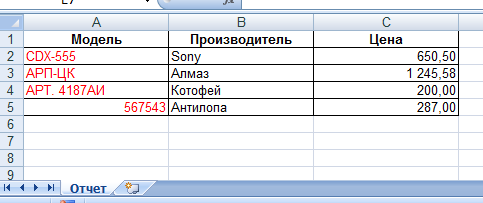 A B C
1 Модель Производитель Цена
2 CDX-555 Sony 650,50
3 АРП-ЦК Алмаз 1 245,58
4 АРТ. 4187АИ Котофей 200,00
5 567543 Антилопа 287,00
6
7
8
9
Отчет